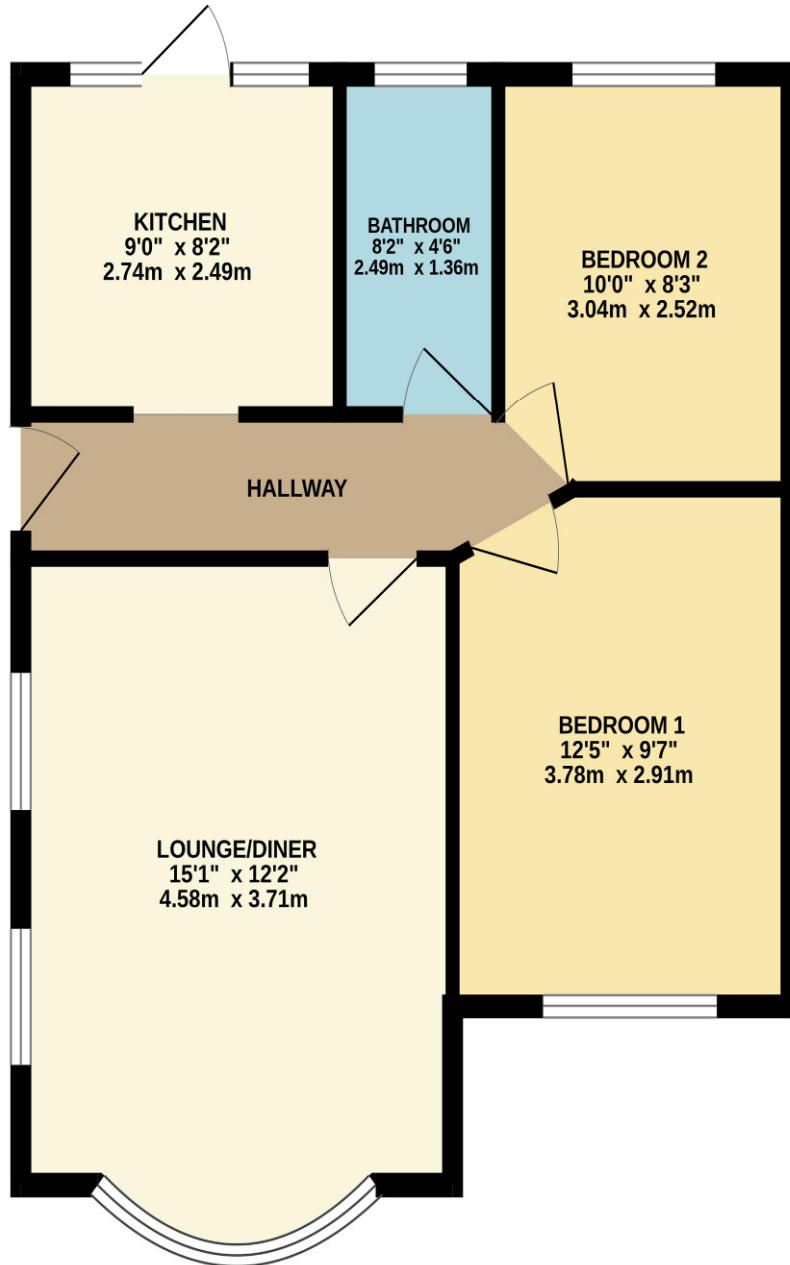 KITCHEN
9'0" x 8'2"
2.74m x 2.49m
BATHROOM
8'2" x 4'6"
2.49m x 1.36m
BEDROOM 2
10'0" x 8'3"
3.04m x 2.52m
HALLWAY
BEDROOM 1
12'5" x 9'7"
3.78m x 2.91m
LOUNGE/DINER
15'1" x 12'2"
4.58m x 3.71m